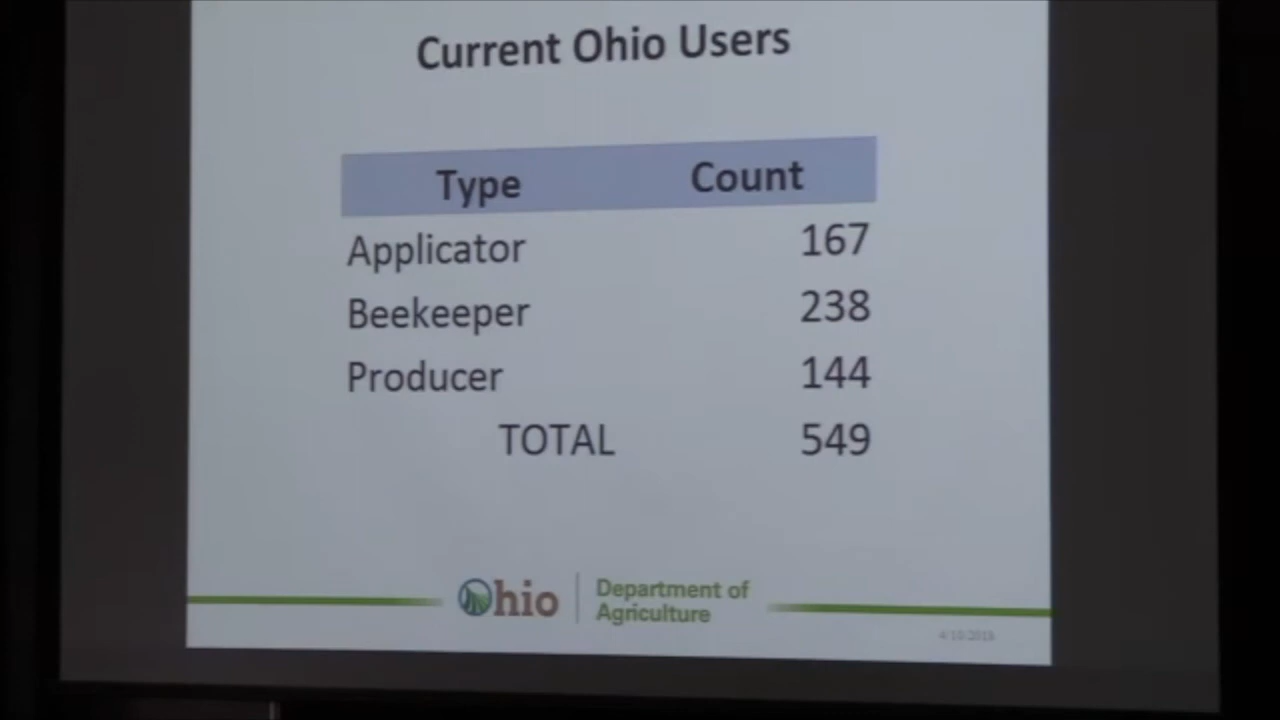 Current Ohio Users
Type Count
Applicator 167
Beekeeper 238
Producer 144
TOTAL 549
Ohio Department of
Agriculture